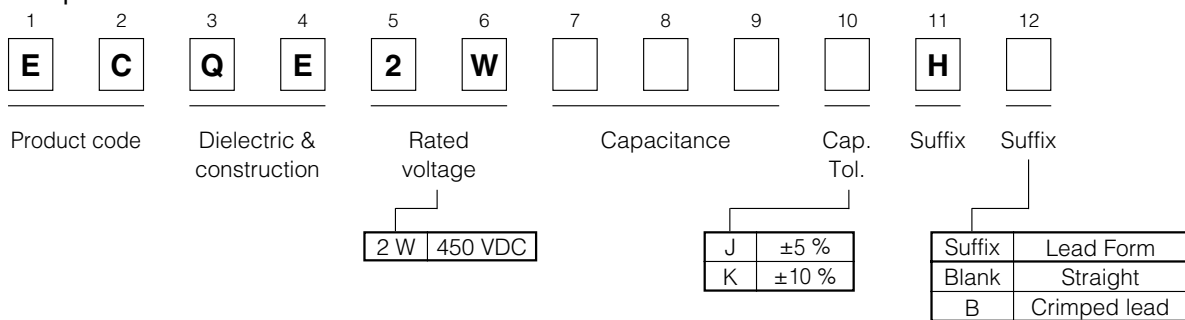 1 2 3 4 5 6 7 8 9 10 11 12
E C Q E 2 W H
Product code Dielectric & construction Rated voltage Capacitance Cap. Tol. Suffix Suffix
2 W 450 VDC
J ±5 %
K ±10 %
Suffix Lead Form
Blank Straight
B Crimped lead